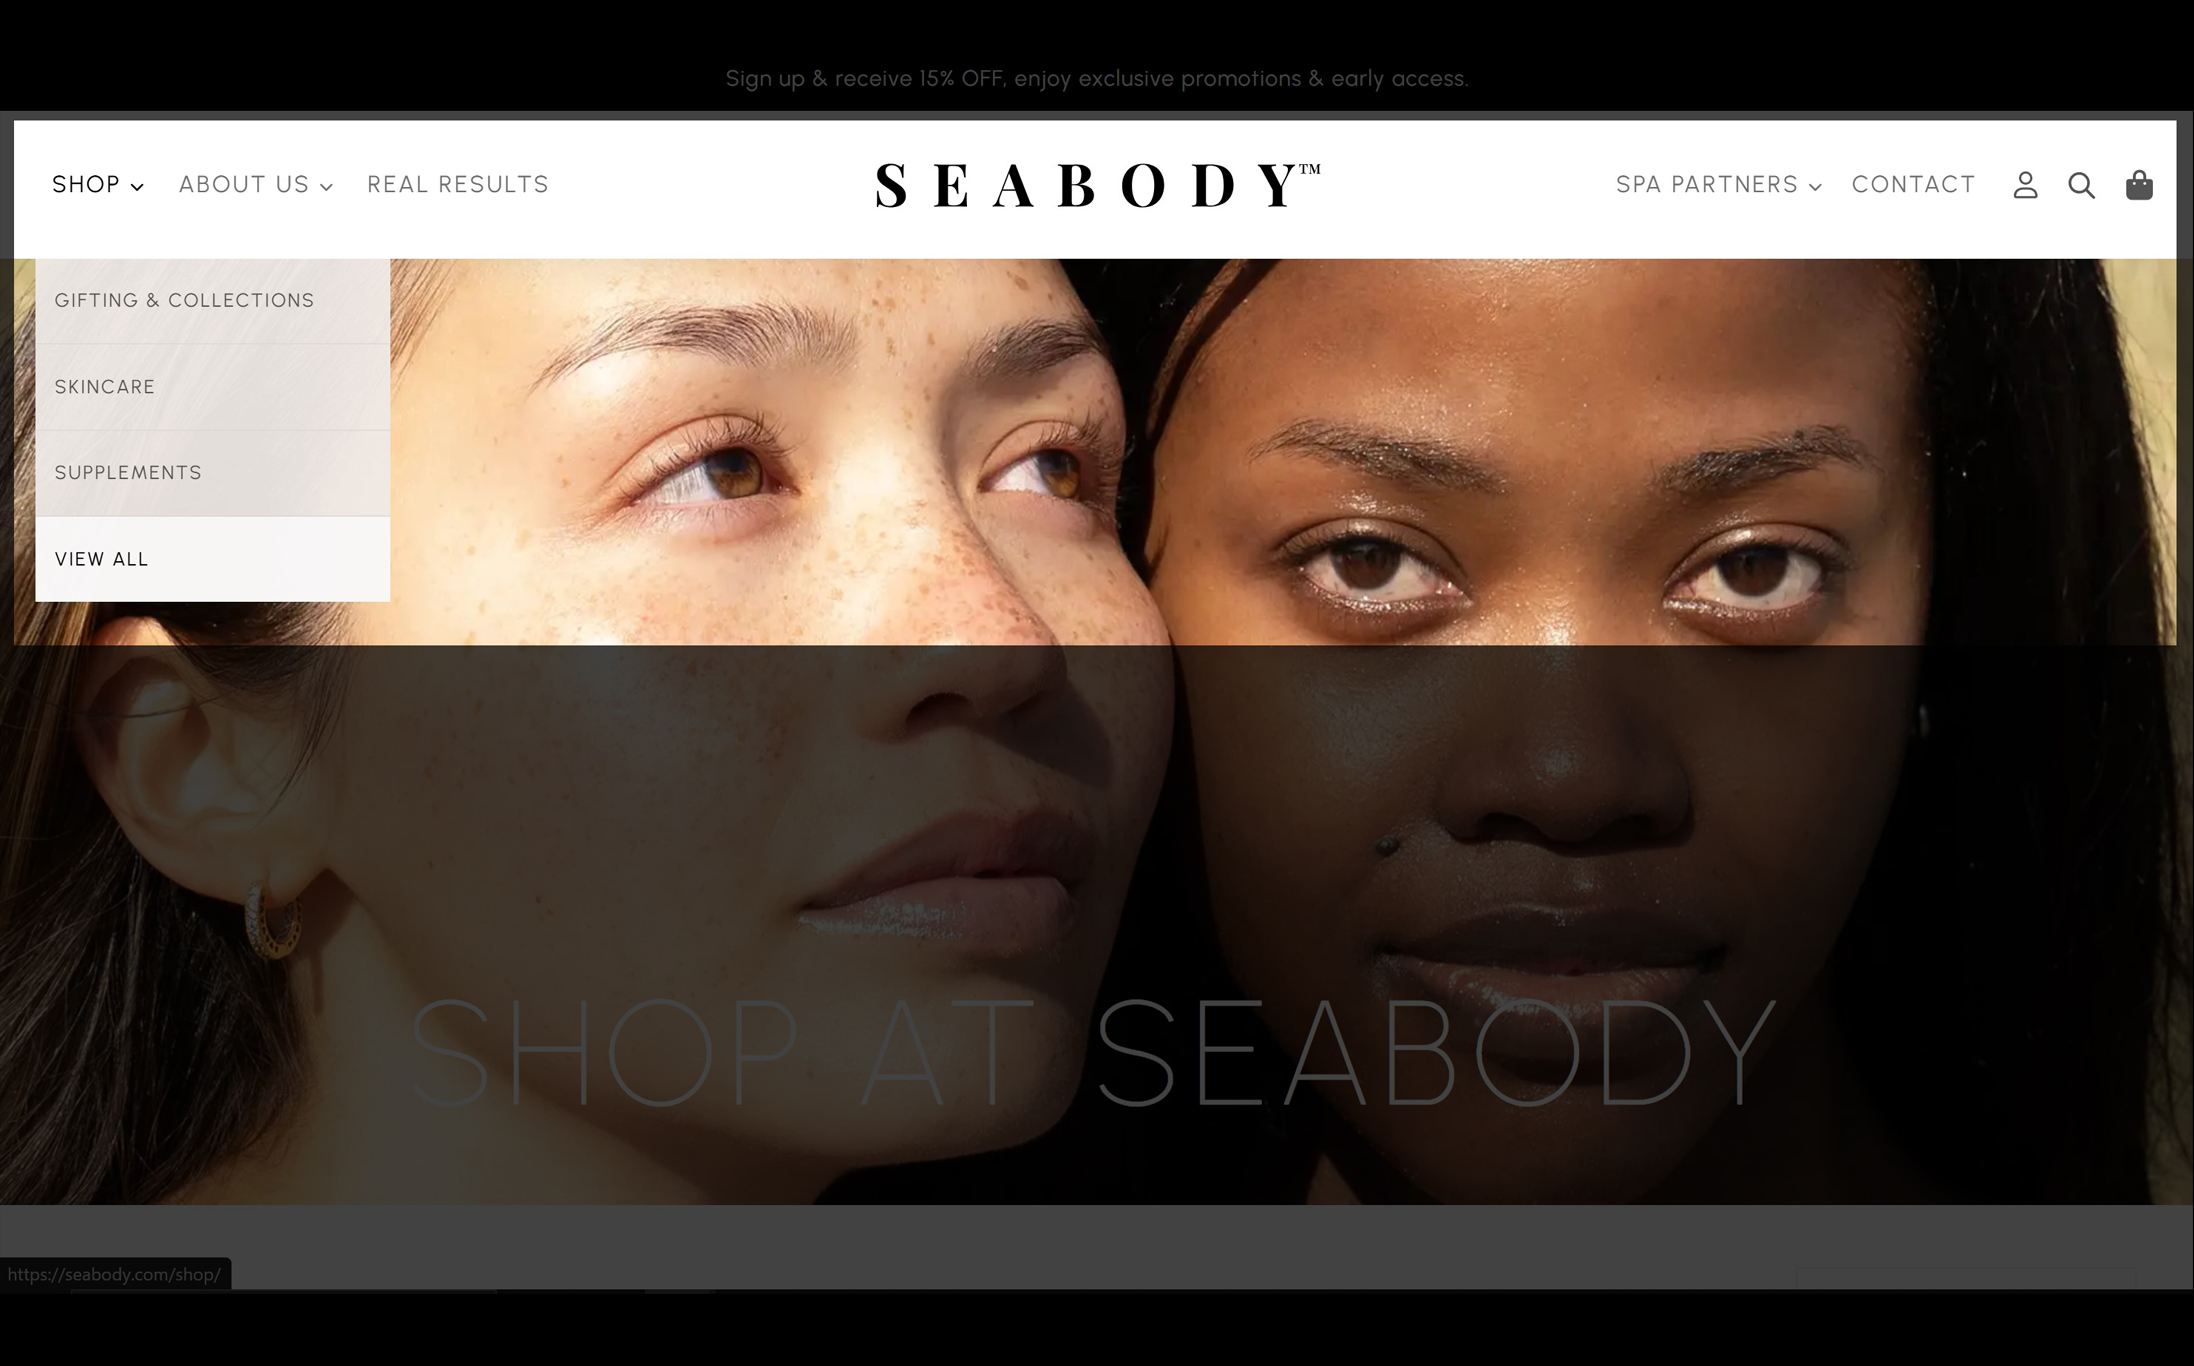 Sign up & receive 15% OFF, enjoy exclusive promotions & early access.
SHOP ABOUT US REAL RESULTS SEABODY™ SPA PARTNERS CONTACT
GIFTING & COLLECTIONS
SKINCARE
SUPPLEMENTS
VIEW ALL
SHOP AT SEABODY
https://seabody.com/shop/